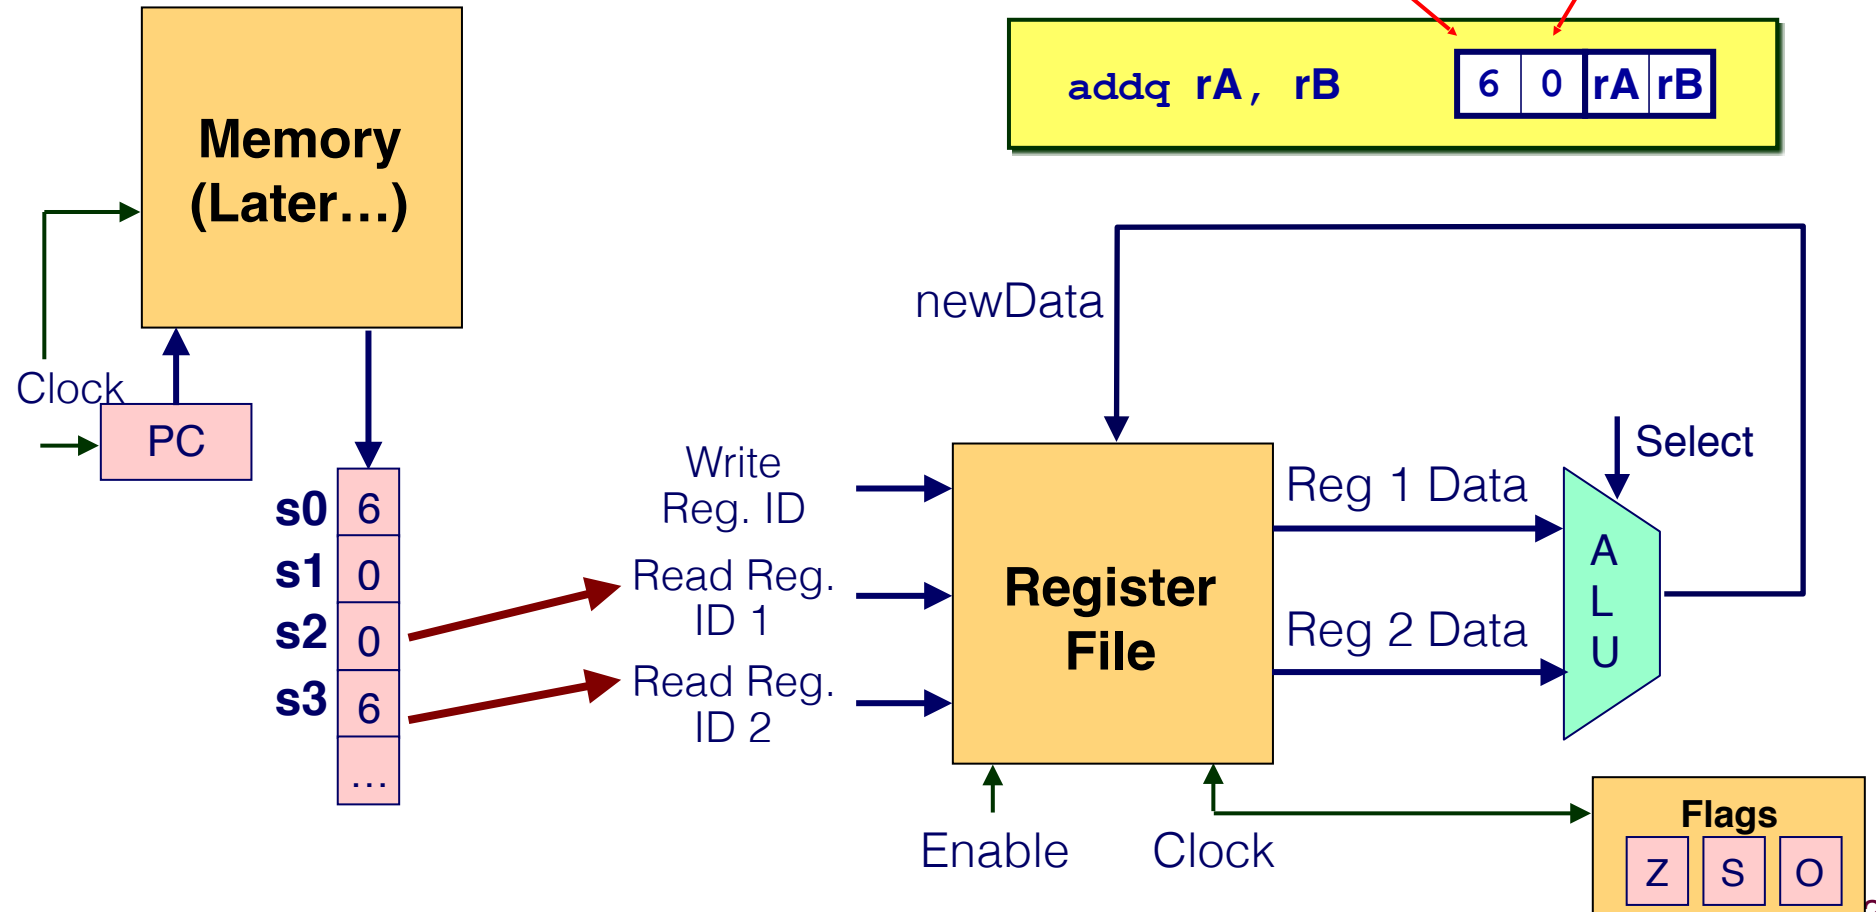 Memory
(Later…)
addq rA, rB
6 0 rA rB
newData
Clock
PC
Select
s0 6
s1 0
s2 0
s3 6
...
Write
Reg. ID
Read Reg.
ID 1
Read Reg.
ID 2
Register
File
Reg 1 Data
Reg 2 Data
A
L
U
Enable
Clock
Flags
Z S O